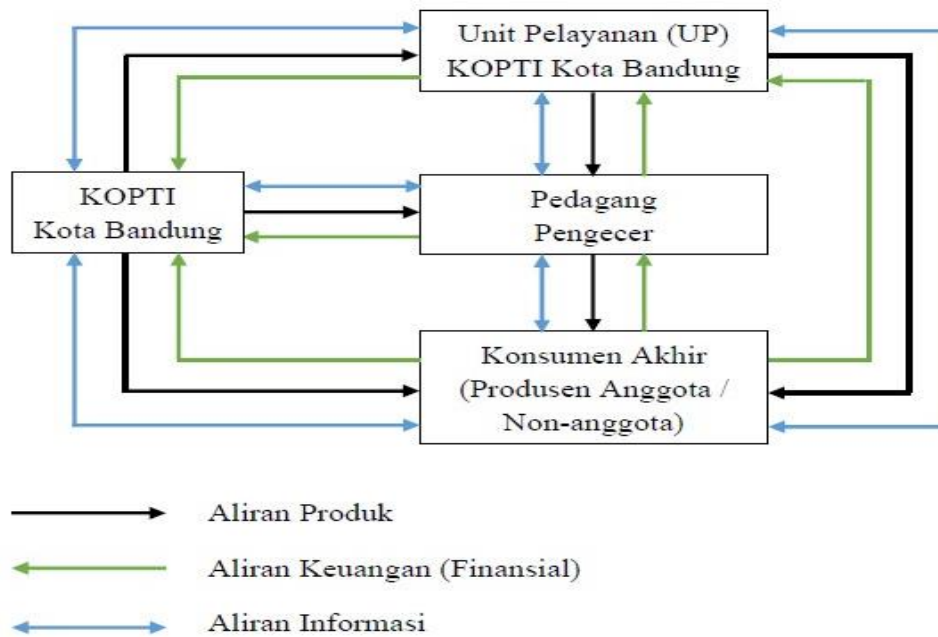 Unit Pelayanan (UP)
KOPTI Kota Bandung
KOPTI
Kota Bandung
Pedagang
Pengecer
Konsumen Akhir
(Produsen Anggota /
Non-anggota)
Aliran Produk
Aliran Keuangan (Finansial)
Aliran Informasi